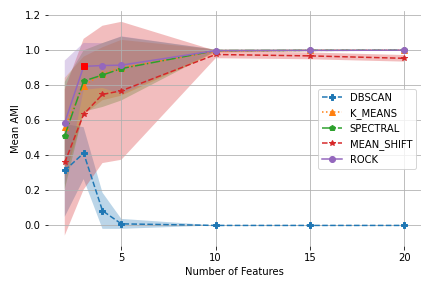 1.2
1.0
0.8
0.6
0.4
0.2
0.0
Mean AMI
DBSCAN
K_MEANS
SPECTRAL
MEAN_SHIFT
ROCK
5
10
15
20
Number of Features